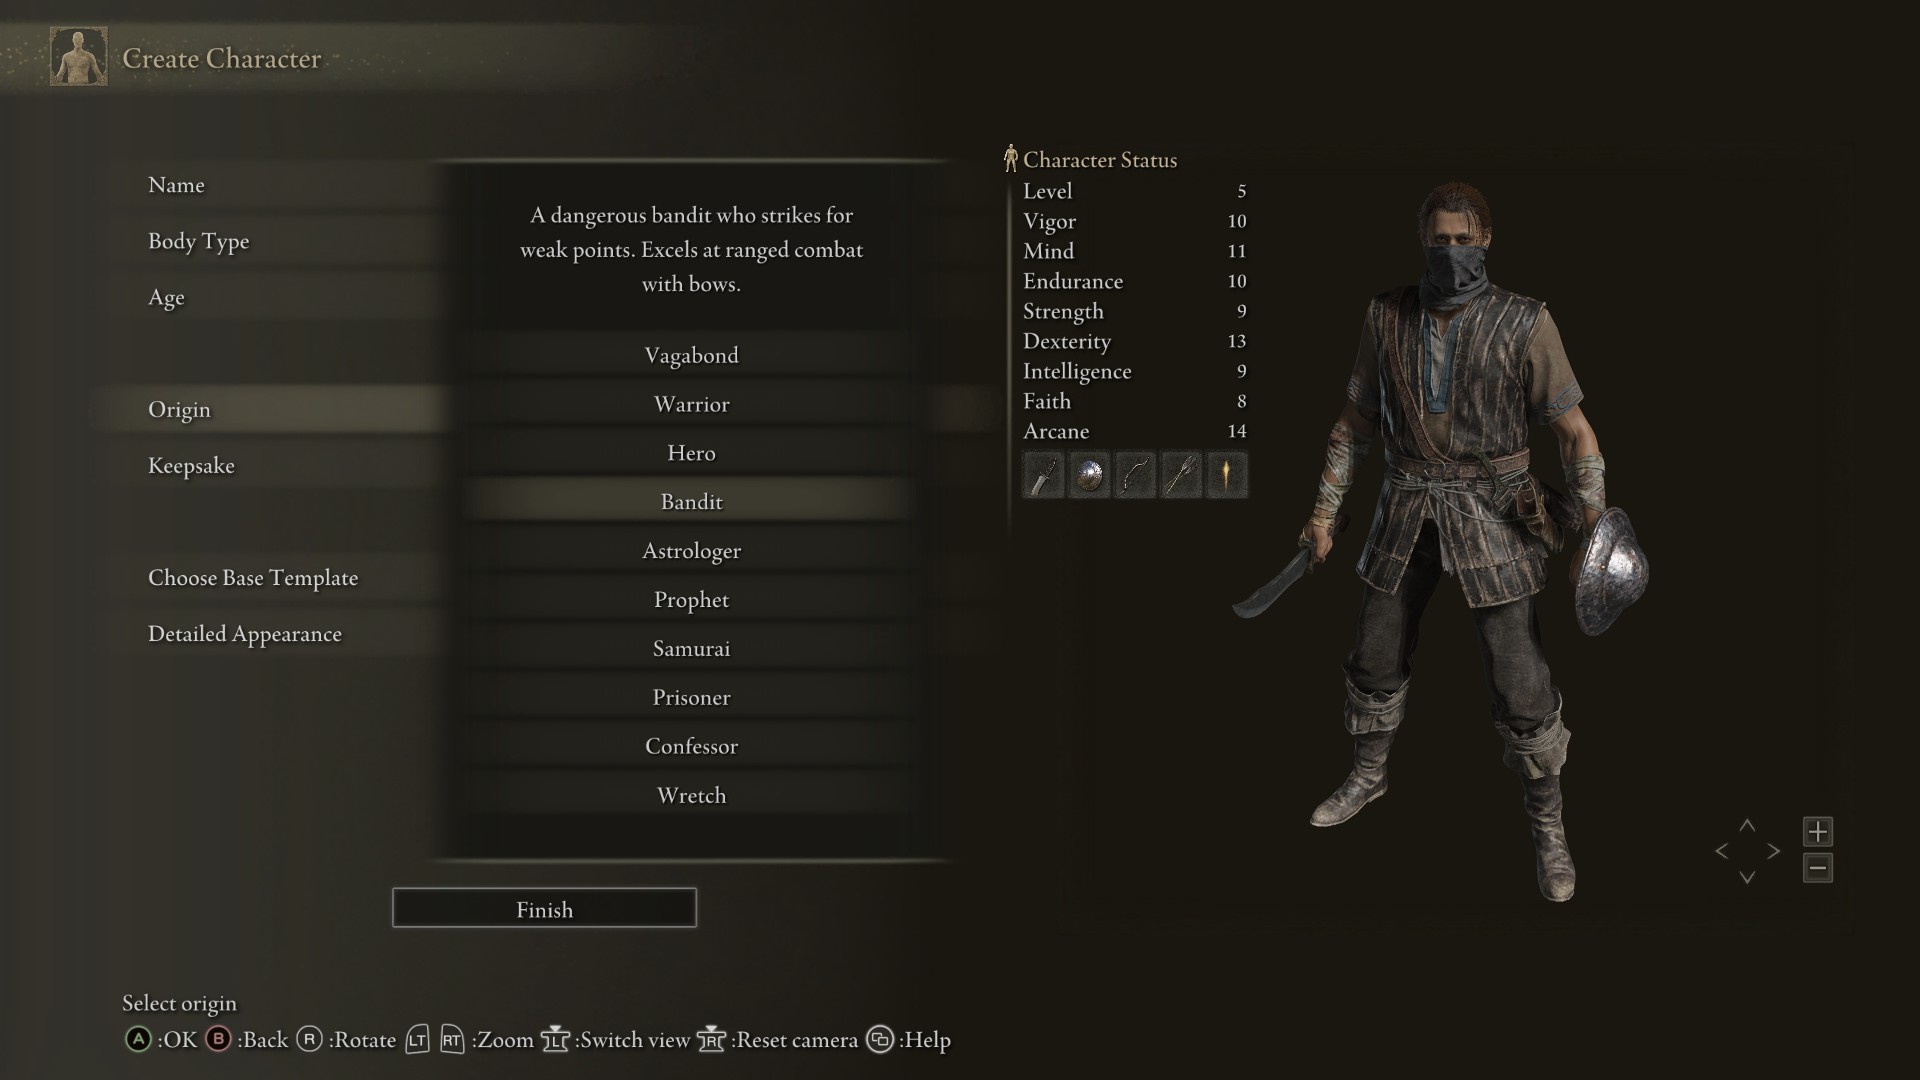 Create Character
Name
Body Type
Age
Origin
Keepsake
Choose Base Template
Detailed Appearance
A dangerous bandit who strikes for
weak points. Excels at ranged combat
with bows.
Vagabond
Warrior
Hero
Bandit
Astrologer
Prophet
Samurai
Prisoner
Confessor
Wretch
Finish
Character Status
Level 5
Vigor 10
Mind 11
Endurance 10
Strength 9
Dexterity 13
Intelligence 9
Faith 8
Arcane 14
Select origin
A :OK B :Back R :Rotate LT RT :Zoom L :Switch view R :Reset camera :Help